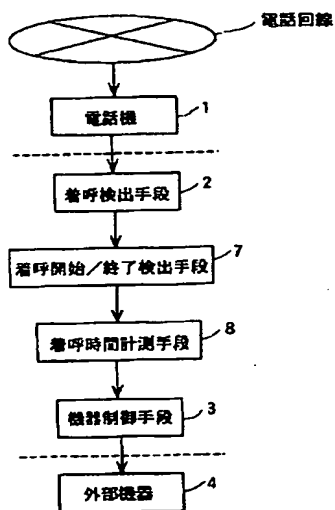 電話回線
電話機
1
着呼検出手段
2
着呼開始/終了検出手段
7
着呼時間計測手段
8
機器制御手段
3
外部機器
4